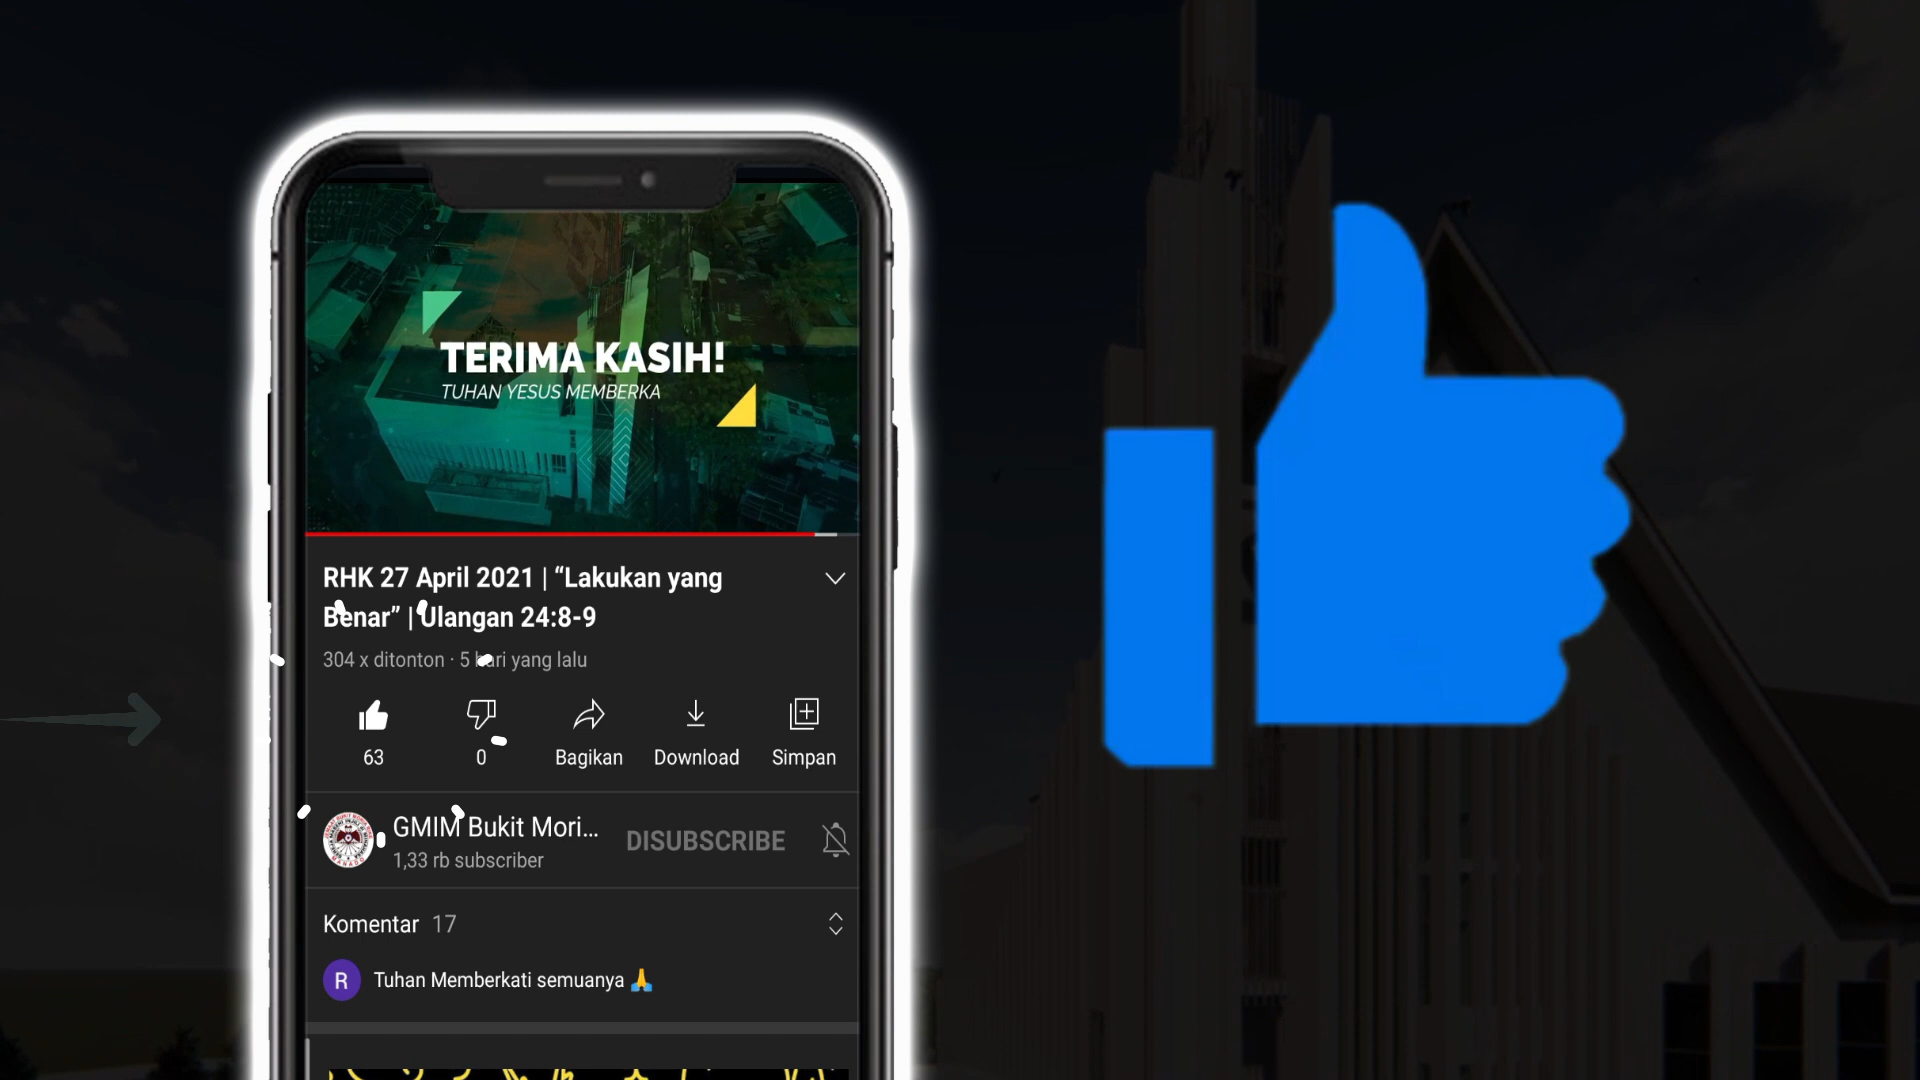 TERIMA KASIH!
TUHAN YESUS MEMBERKA
RHK 27 April 2021 | “Lakukan yang
Benar” | Ulangan 24:8-9
304 x ditonton · 5 hari yang lalu
63
0
Bagikan
Download
Simpan
GMIM Bukit Mori...
DISUBSCRIBE
1,33 rb subscriber
Komentar 17
R
Tuhan Memberkati semuanya 🙏